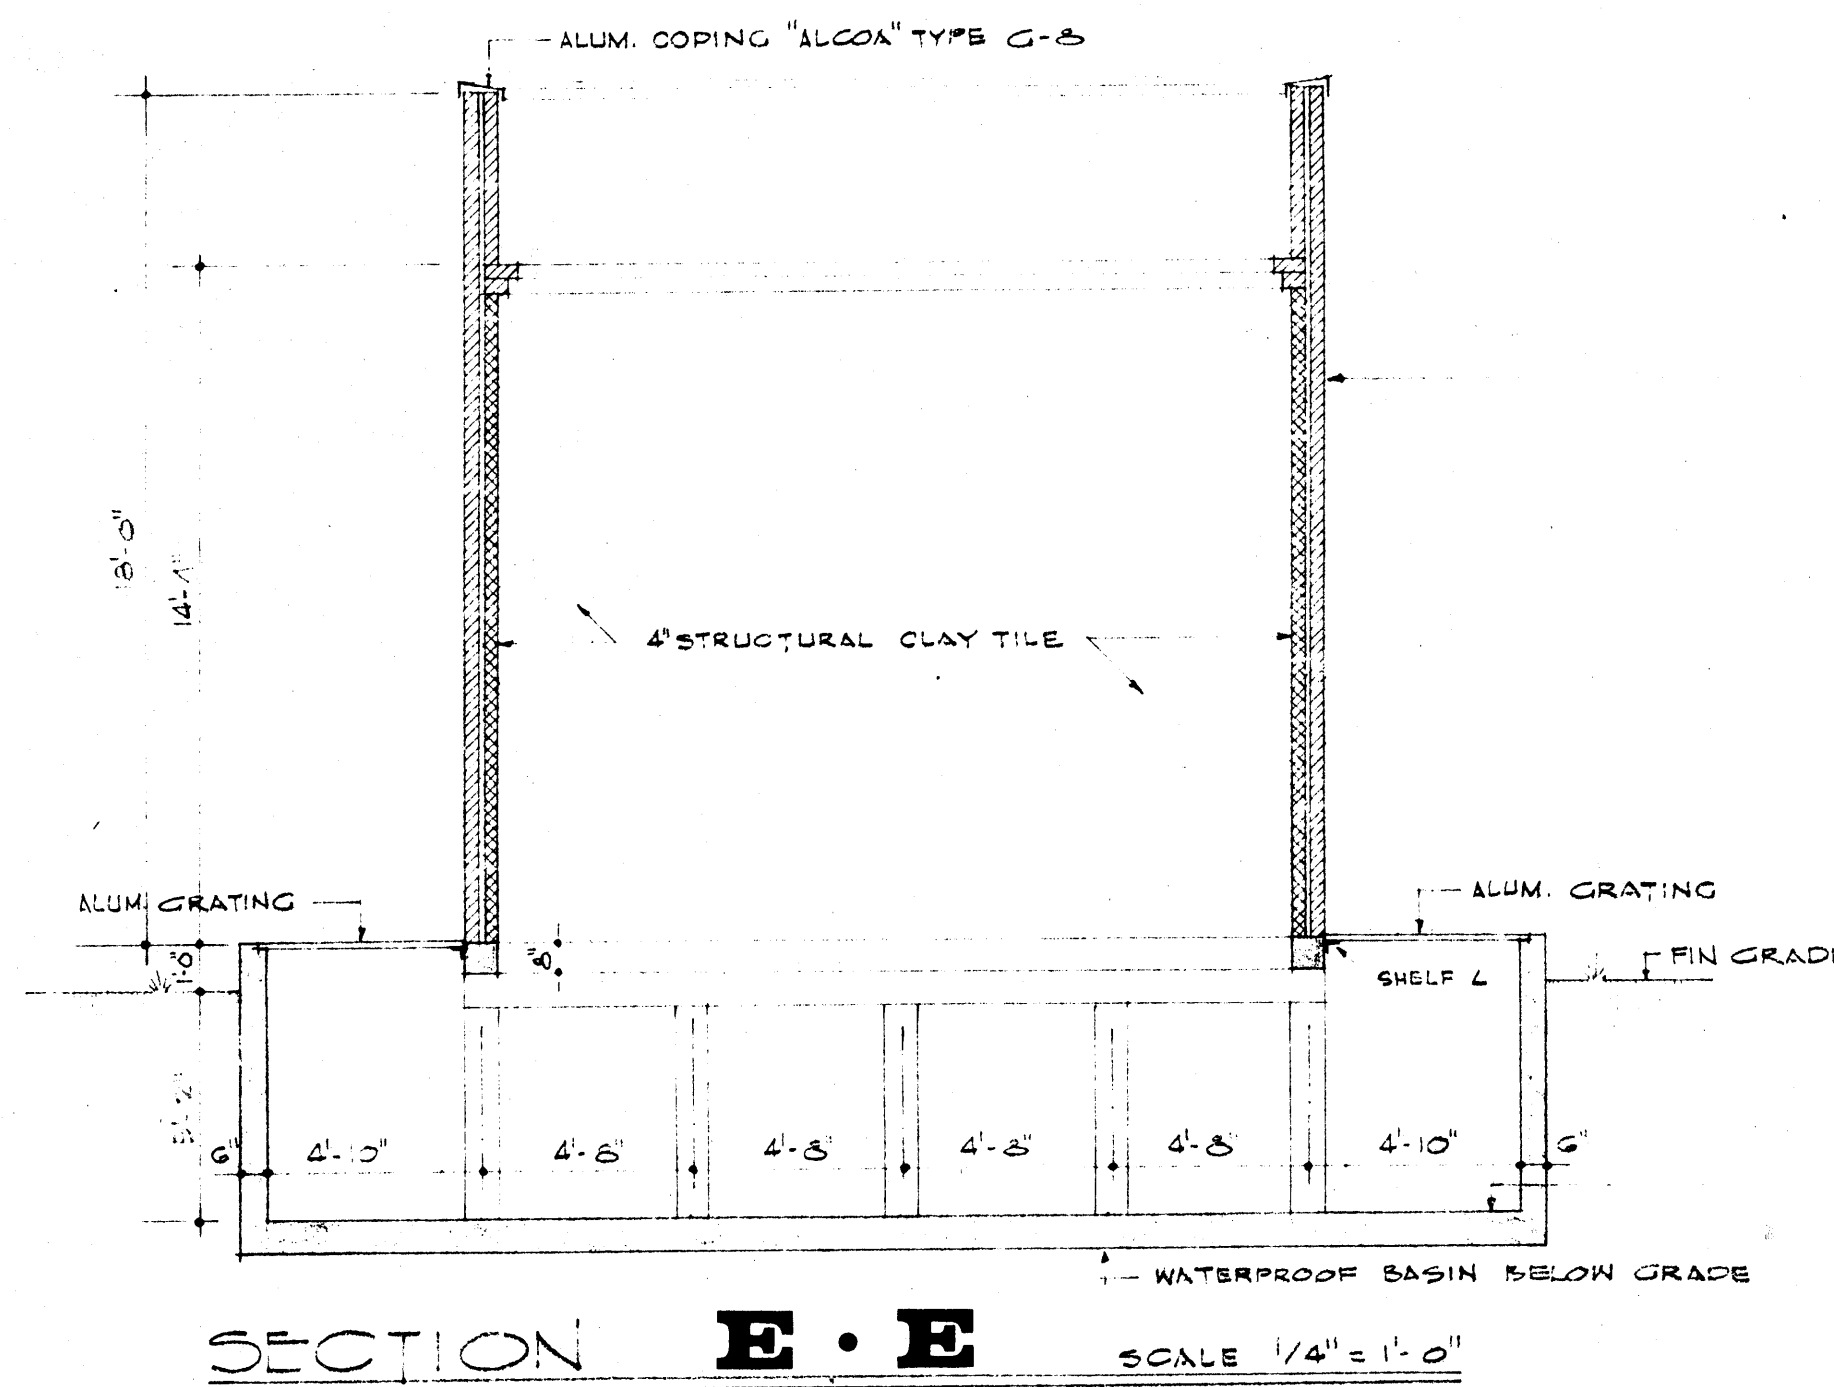 ALUM. COPING "ALCOA" TYPE G-8
18'-0"
14'-4"
4" STRUCTURAL CLAY TILE
ALUM. GRATING
ALUM. GRATING
1'-0"
8"
SHELF L
FIN GRADE
6"
4'-10"
4'-8"
4'-8"
4'-8"
4'-8"
4'-10"
6"
WATERPROOF BASIN BELOW GRADE
SECTION E·E SCALE 1/4" = 1'-0"